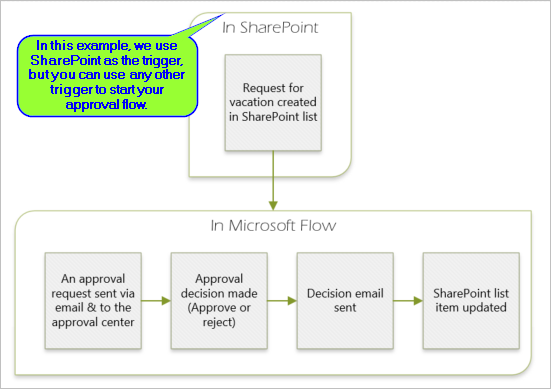 In SharePoint
In this example, we use
SharePoint as the trigger,
but you can use any other
trigger to start your
approval flow.
Request for
vacation created
in SharePoint list
In Microsoft Flow
An approval
request sent via
email & to the
approval center
Approval
decision made
(Approve or
reject)
Decision email
sent
SharePoint list
item updated